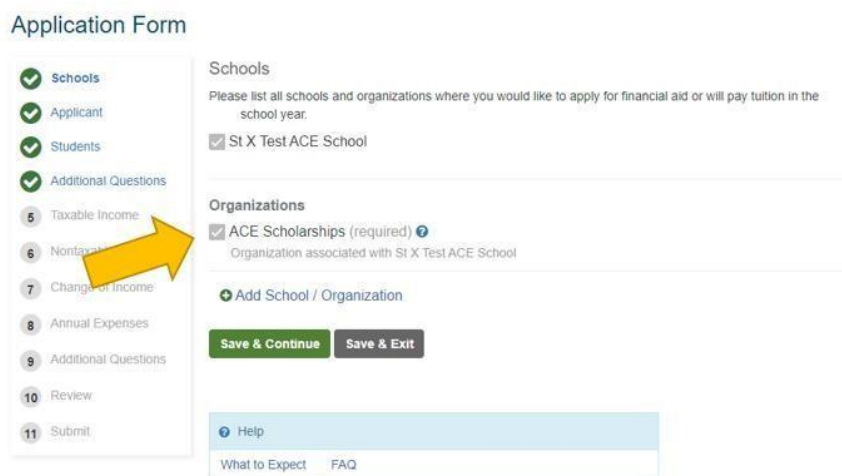 Application Form
Schools
Applicant
Students
Additional Questions
5 Taxable Income
6
7 Change of Income
8 Annual Expenses
9 Additional Questions
10 Review
11 Submit
Schools
Please list all schools and organizations where you would like to apply for financial aid or will pay tuition in the
school year.
St X Test ACE School
Organizations
ACE Scholarships (required)
Organization associated with St X Test ACE School
Add School / Organization
Save & Continue
Save & Exit
Help
What to Expect FAQ